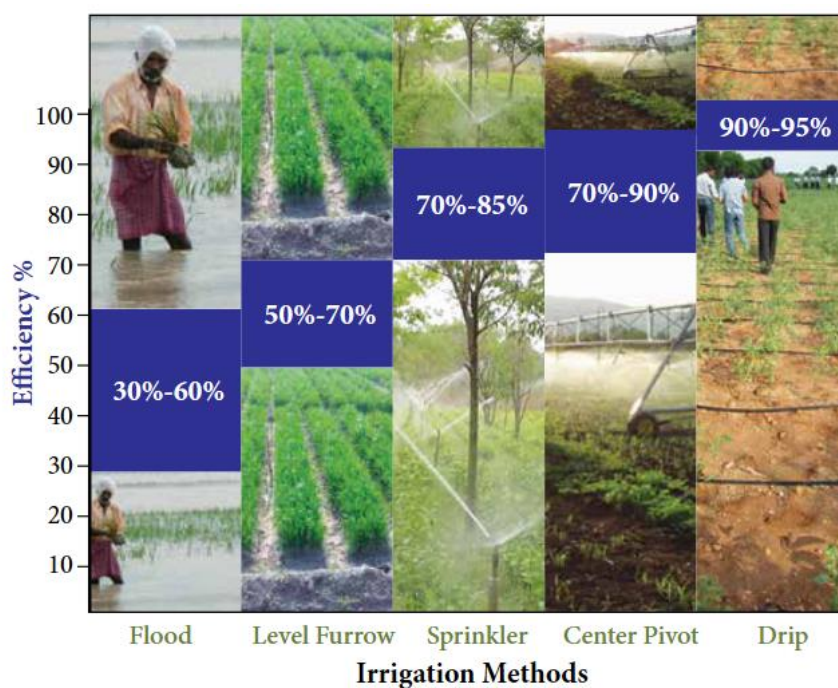 Efficiency %
100
90
80
70
60
50
40
30
20
10
30%-60%
50%-70%
70%-85%
70%-90%
90%-95%
Flood
Level Furrow
Sprinkler
Center Pivot
Drip
Irrigation Methods